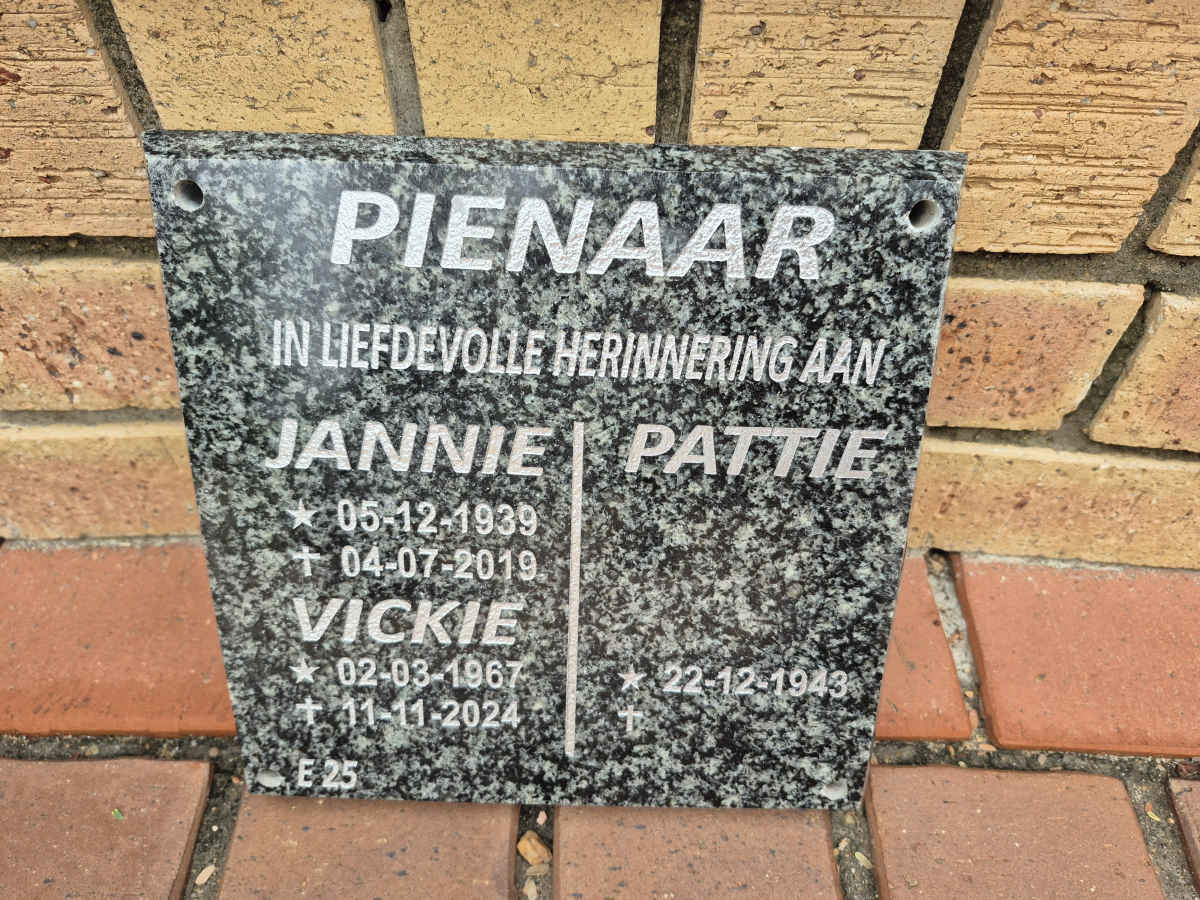 PIENAAR
IN LIEFDEVOLLE HERINNERING AAN
JANNIE
★ 05-12-1939
✝ 04-07-2019
VICKIE
★ 02-03-1967
✝ 11-11-2024
PATTIE
★ 22-12-1943
✝
E 25